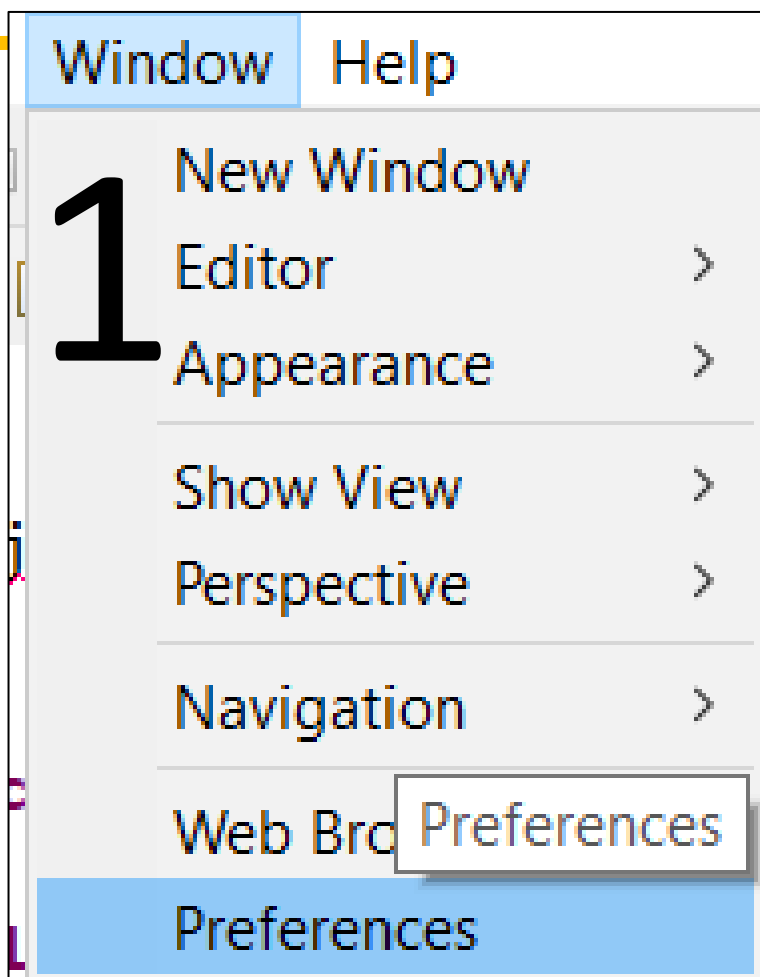 Window Help
1
New Window
Editor
Appearance
Show View
Perspective
Navigation
Web Bro
Preferences
Preferences